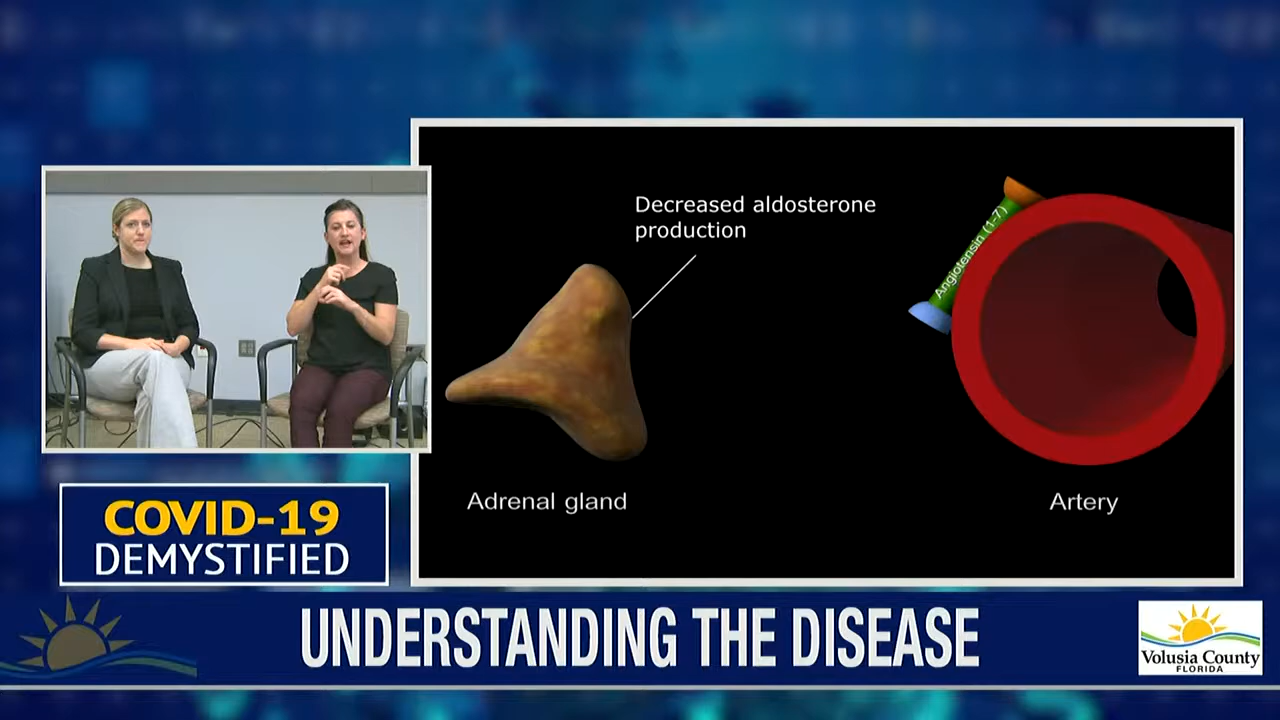 Decreased aldosterone
production
Angiotensin (1-7)
Adrenal gland
Artery
COVID-19
DEMYSTIFIED
UNDERSTANDING THE DISEASE
Volusia County
FLORIDA